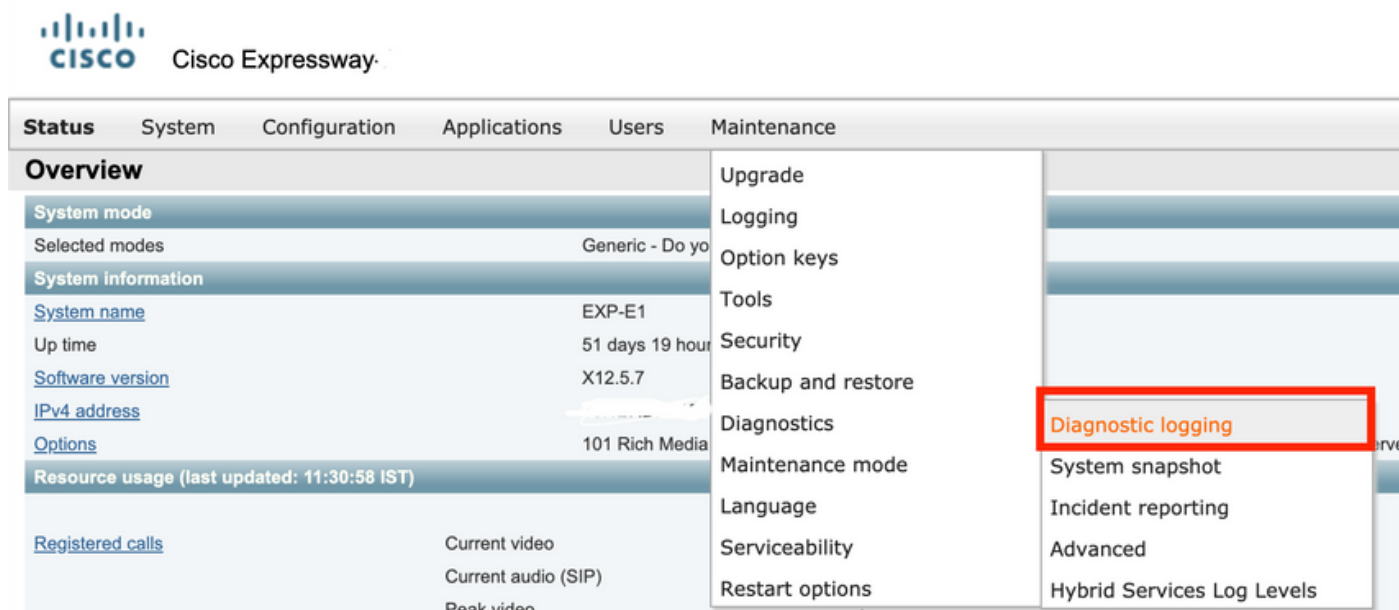 CISCO Cisco Expressway
Status System Configuration Applications Users Maintenance
Overview
System mode
Selected modes Generic - Do yo
System information
System name EXP-E1
Up time 51 days 19 hour
Software version X12.5.7
IPv4 address
Options 101 Rich Media
Resource usage (last updated: 11:30:58 IST)
Registered calls Current video
Current audio (SIP)
Peak video
Upgrade
Logging
Option keys
Tools
Security
Backup and restore
Diagnostics
Maintenance mode
Language
Serviceability
Restart options
Diagnostic logging
System snapshot
Incident reporting
Advanced
Hybrid Services Log Levels